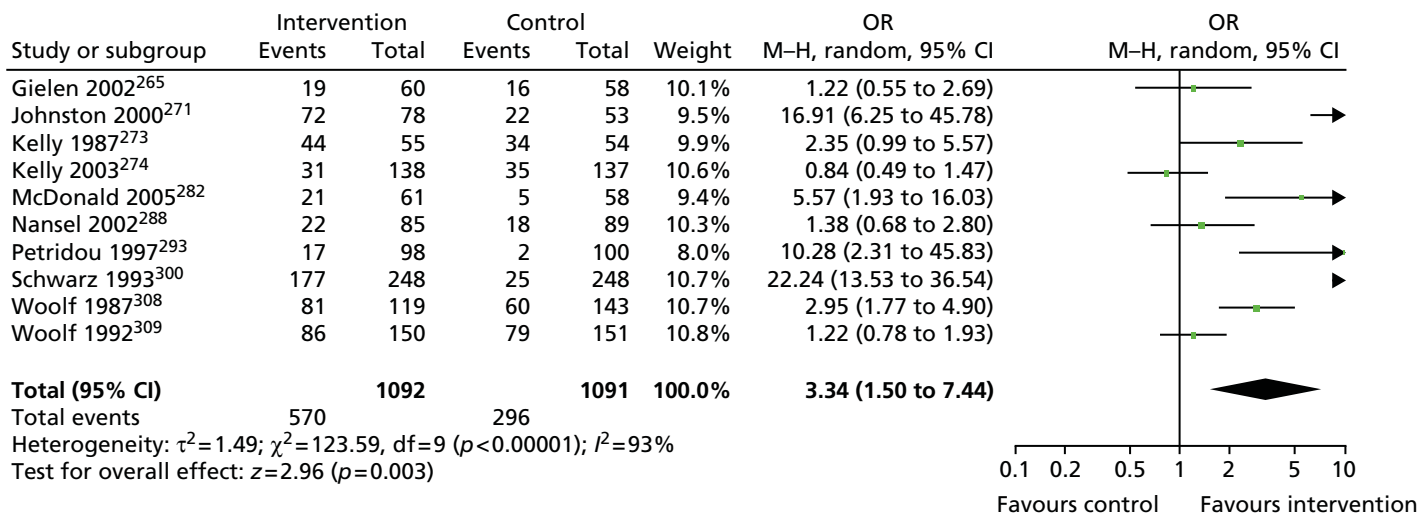 Intervention Control OR OR
Study or subgroup Events Total Events Total Weight M–H, random, 95% CI M–H, random, 95% CI
Gielen 2002265 19 60 16 58 10.1% 1.22 (0.55 to 2.69)
Johnston 2000271 72 78 22 53 9.5% 16.91 (6.25 to 45.78)
Kelly 1987273 44 55 34 54 9.9% 2.35 (0.99 to 5.57)
Kelly 2003274 31 138 35 137 10.6% 0.84 (0.49 to 1.47)
McDonald 2005282 21 61 5 58 9.4% 5.57 (1.93 to 16.03)
Nansel 2002288 22 85 18 89 10.3% 1.38 (0.68 to 2.80)
Petridou 1997293 17 98 2 100 8.0% 10.28 (2.31 to 45.83)
Schwarz 1993300 177 248 25 248 10.7% 22.24 (13.53 to 36.54)
Woolf 1987308 81 119 60 143 10.7% 2.95 (1.77 to 4.90)
Woolf 1992309 86 150 79 151 10.8% 1.22 (0.78 to 1.93)
Total (95% CI) 1092 1091 100.0% 3.34 (1.50 to 7.44)
Total events 570 296
Heterogeneity: τ²=1.49; χ²=123.59, df=9 (p<0.00001); I²=93%
Test for overall effect: z=2.96 (p=0.003)
0.1 0.2 0.5 1 2 5 10
Favours control Favours intervention